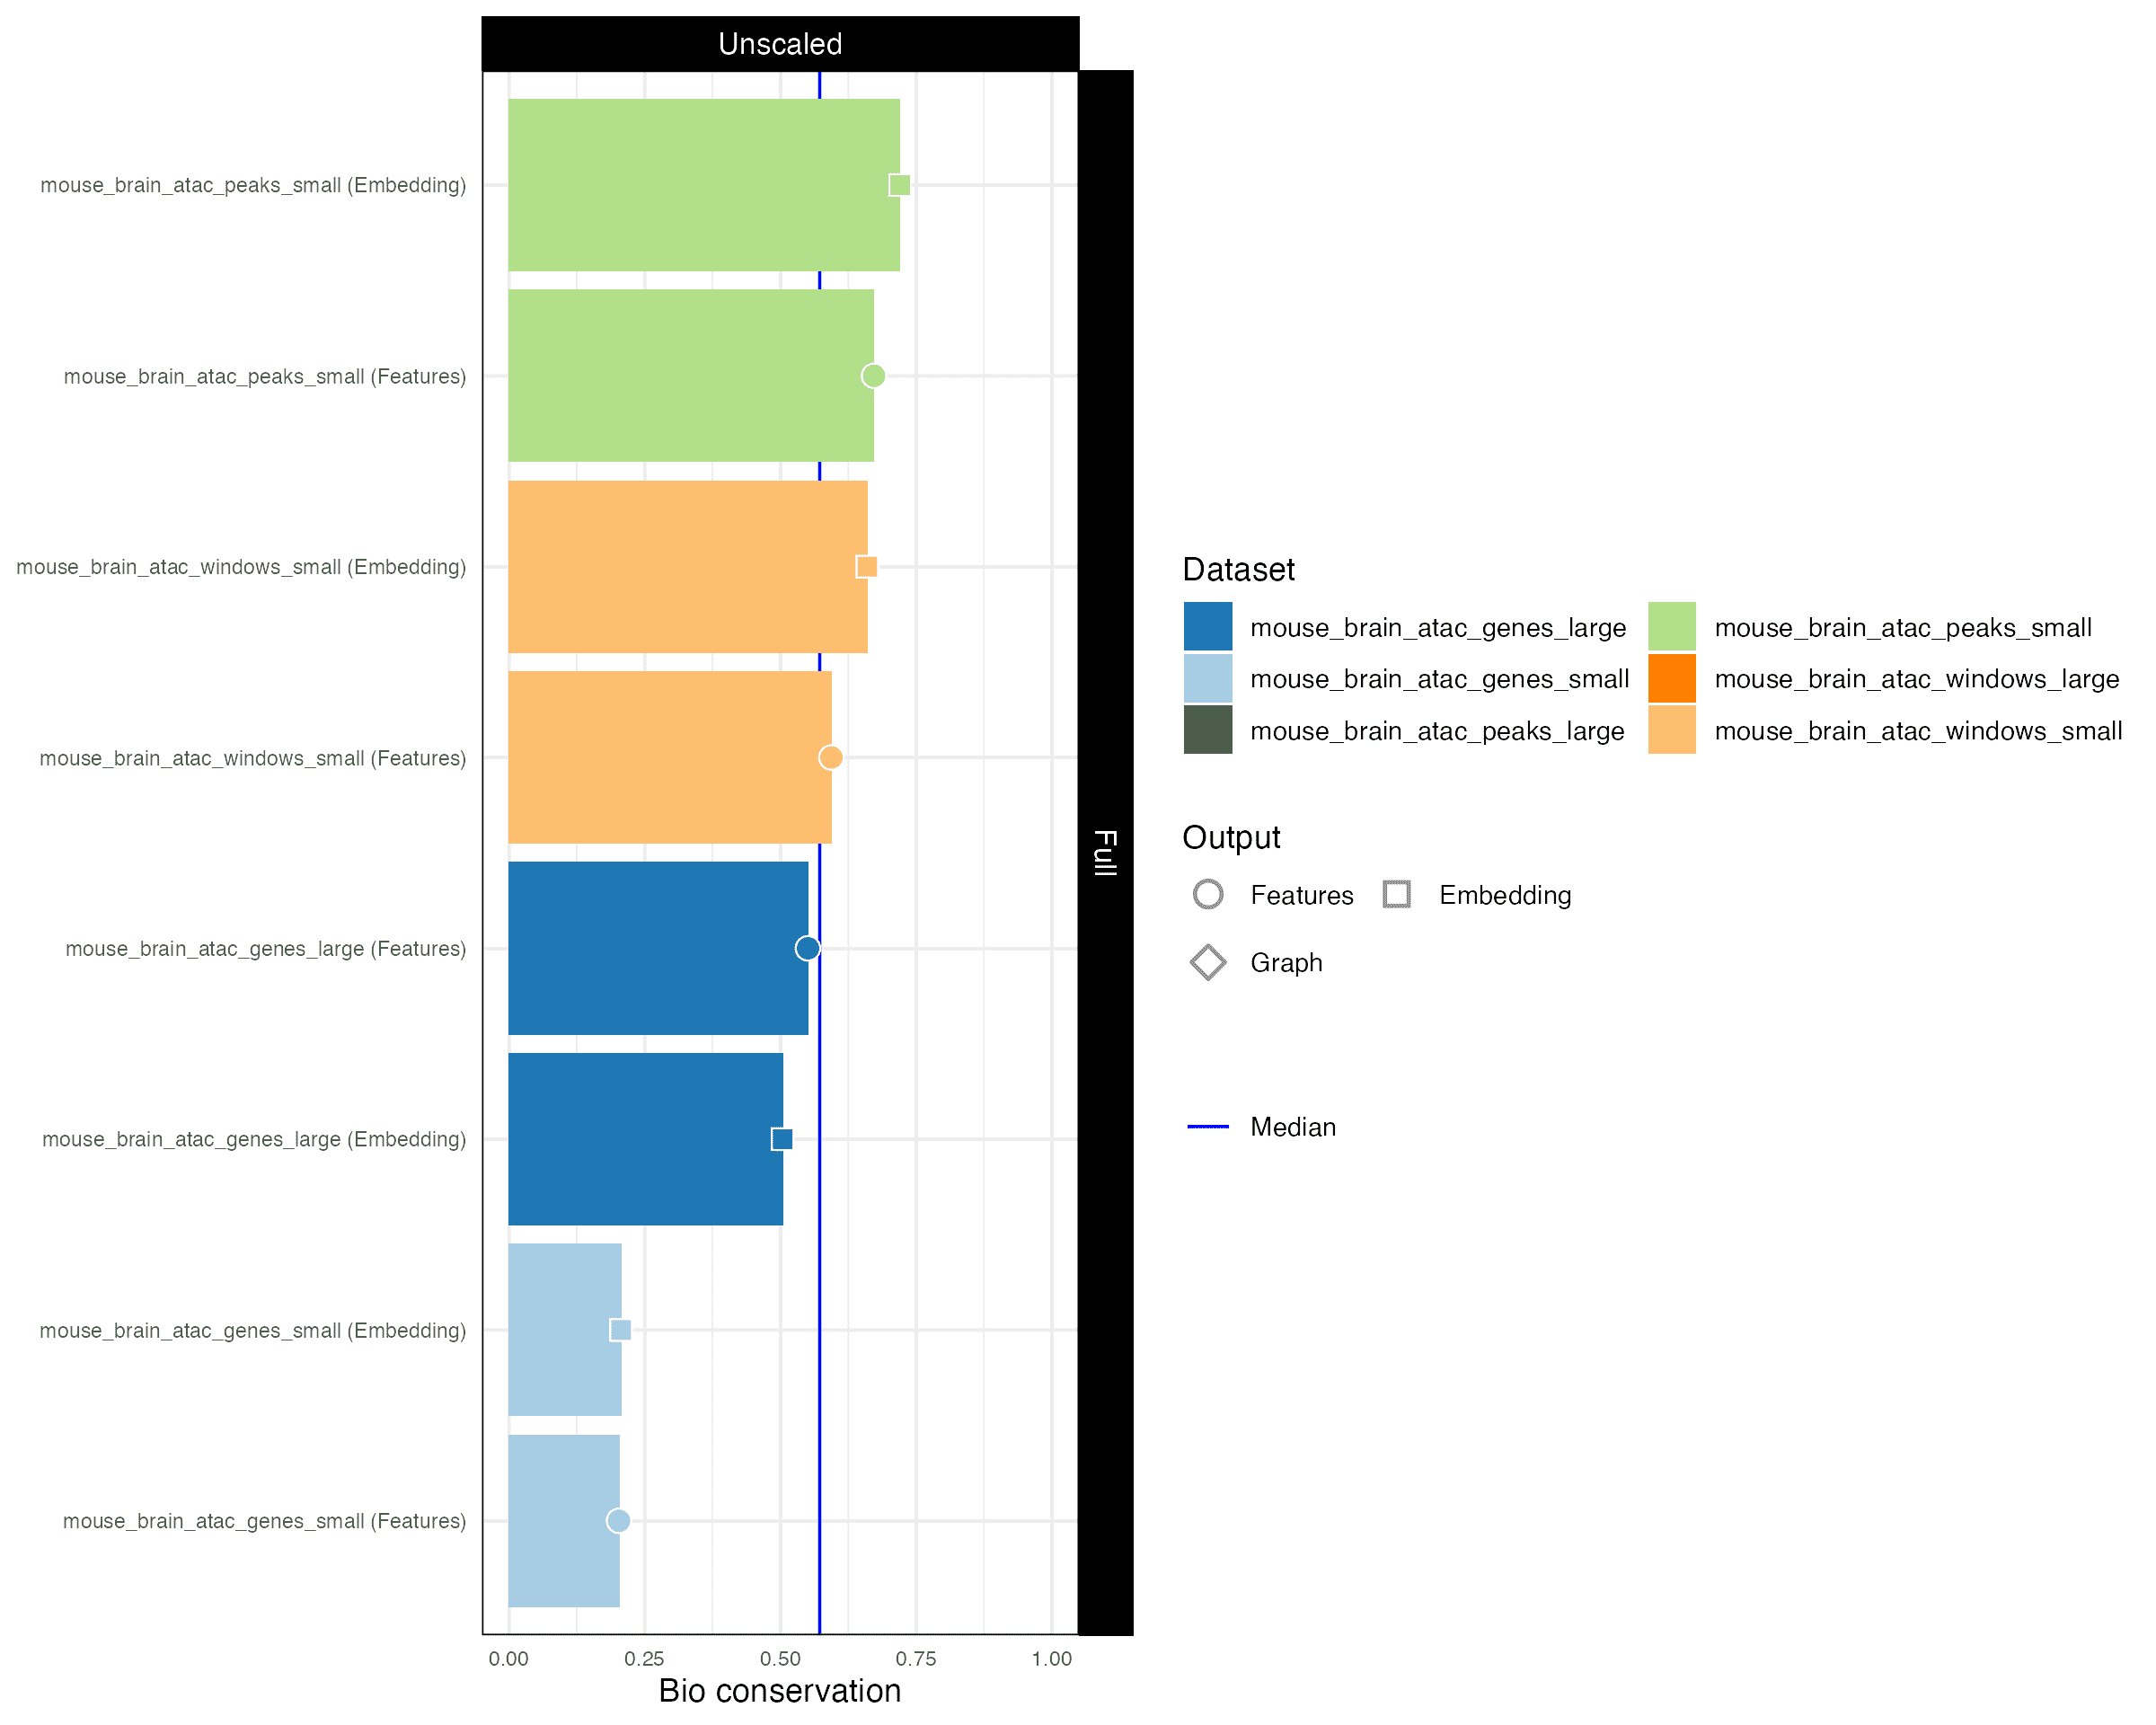 Unscaled
mouse_brain_atac_peaks_small (Embedding)
mouse_brain_atac_peaks_small (Features)
mouse_brain_atac_windows_small (Embedding)
mouse_brain_atac_windows_small (Features)
mouse_brain_atac_genes_large (Features)
mouse_brain_atac_genes_large (Embedding)
mouse_brain_atac_genes_small (Embedding)
mouse_brain_atac_genes_small (Features)
0.00 0.25 0.50 0.75 1.00
Bio conservation
Full
Dataset
mouse_brain_atac_genes_large mouse_brain_atac_peaks_small
mouse_brain_atac_genes_small mouse_brain_atac_windows_large
mouse_brain_atac_peaks_large mouse_brain_atac_windows_small
Output
Features Embedding
Graph
Median